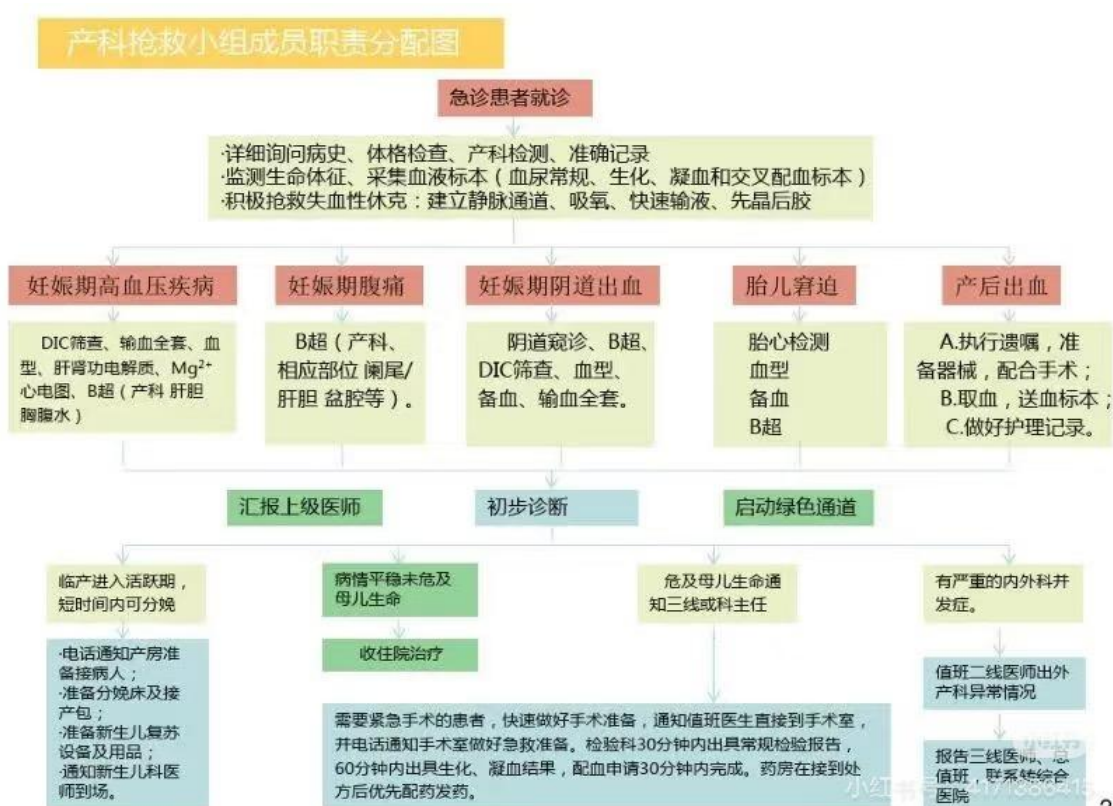 产科抢救小组成员职责分配图
急诊患者就诊
·详细询问病史、体格检查、产科检测、准确记录
·监测生命体征、采集血液标本（血尿常规、生化、凝血和交叉配血标本）
·积极抢救失血性休克：建立静脉通道、吸氧、快速输液、先晶后胶
妊娠期高血压疾病
DIC筛查、输血全套、血
型、肝肾功电解质、Mg²⁺
心电图、B超（产科 肝胆
胸腹水）
妊娠期腹痛
B超（产科、
相应部位 阑尾/
肝胆 盆腔等）。
妊娠期阴道出血
阴道窥诊、B超、
DIC筛查、血型、
备血、输血全套。
胎儿窘迫
胎心检测
血型
备血
B超
产后出血
A.执行遗嘱，准
备器械，配合手术；
B.取血，送血标本；
C.做好护理记录。
汇报上级医师
初步诊断
启动绿色通道
临产进入活跃期，
短时间内可分娩
·电话通知产房准
备接病人；
·准备分娩床及接
产包；
·准备新生儿复苏
设备及用品；
·通知新生儿科医
师到场。
病情平稳未危及
母儿生命
收住院治疗
危及母儿生命通
知三线或科主任
需要紧急手术的患者，快速做好手术准备，通知值班医生直接到手术室，
并电话通知手术室做好急救准备。检验科30分钟内出具常规检验报告，
60分钟内出具生化、凝血结果，配血申请30分钟内完成。药房在接到处
方后优先配药发药。
有严重的内外科并
发症。
值班二线医师出外
产科异常情况
报告三线医师、总
值班，联系转综合
医院
小红书号